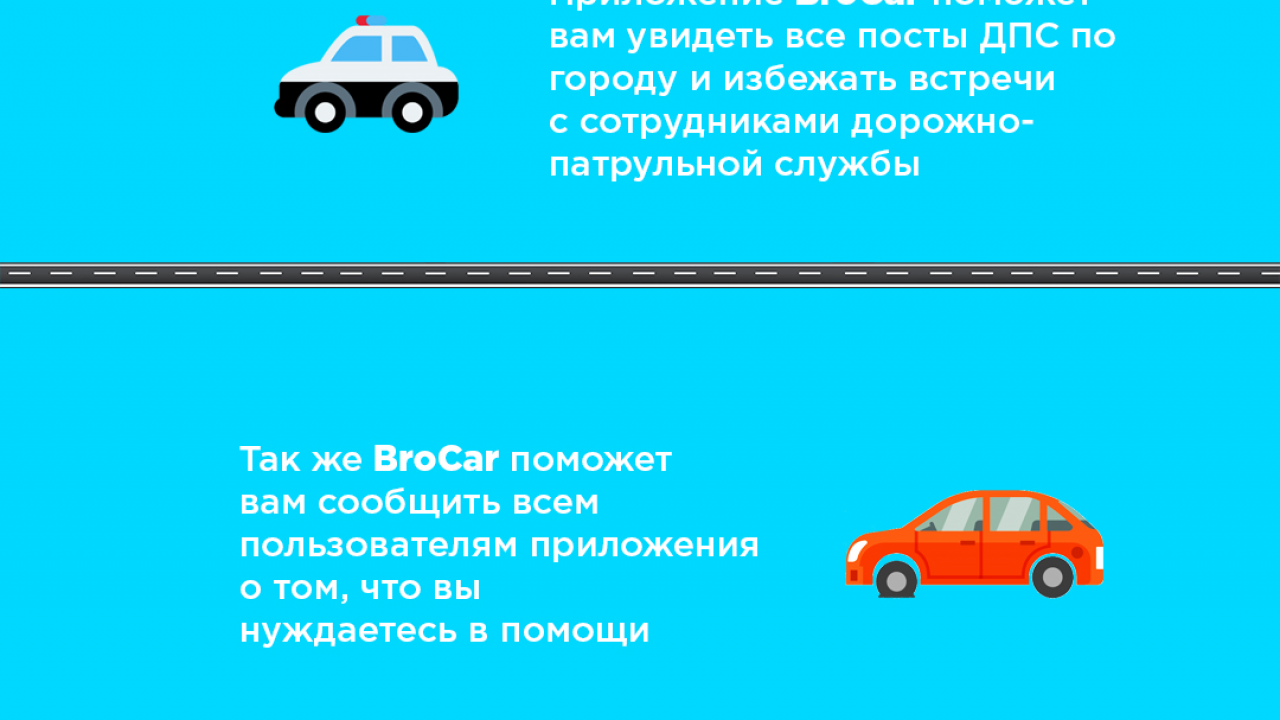 Приложение BroCar поможет
вам увидеть все посты ДПС по
городу и избежать встречи
с сотрудниками дорожно-
патрульной службы
Так же BroCar поможет
вам сообщить всем
пользователям приложения
о том, что вы
нуждаетесь в помощи